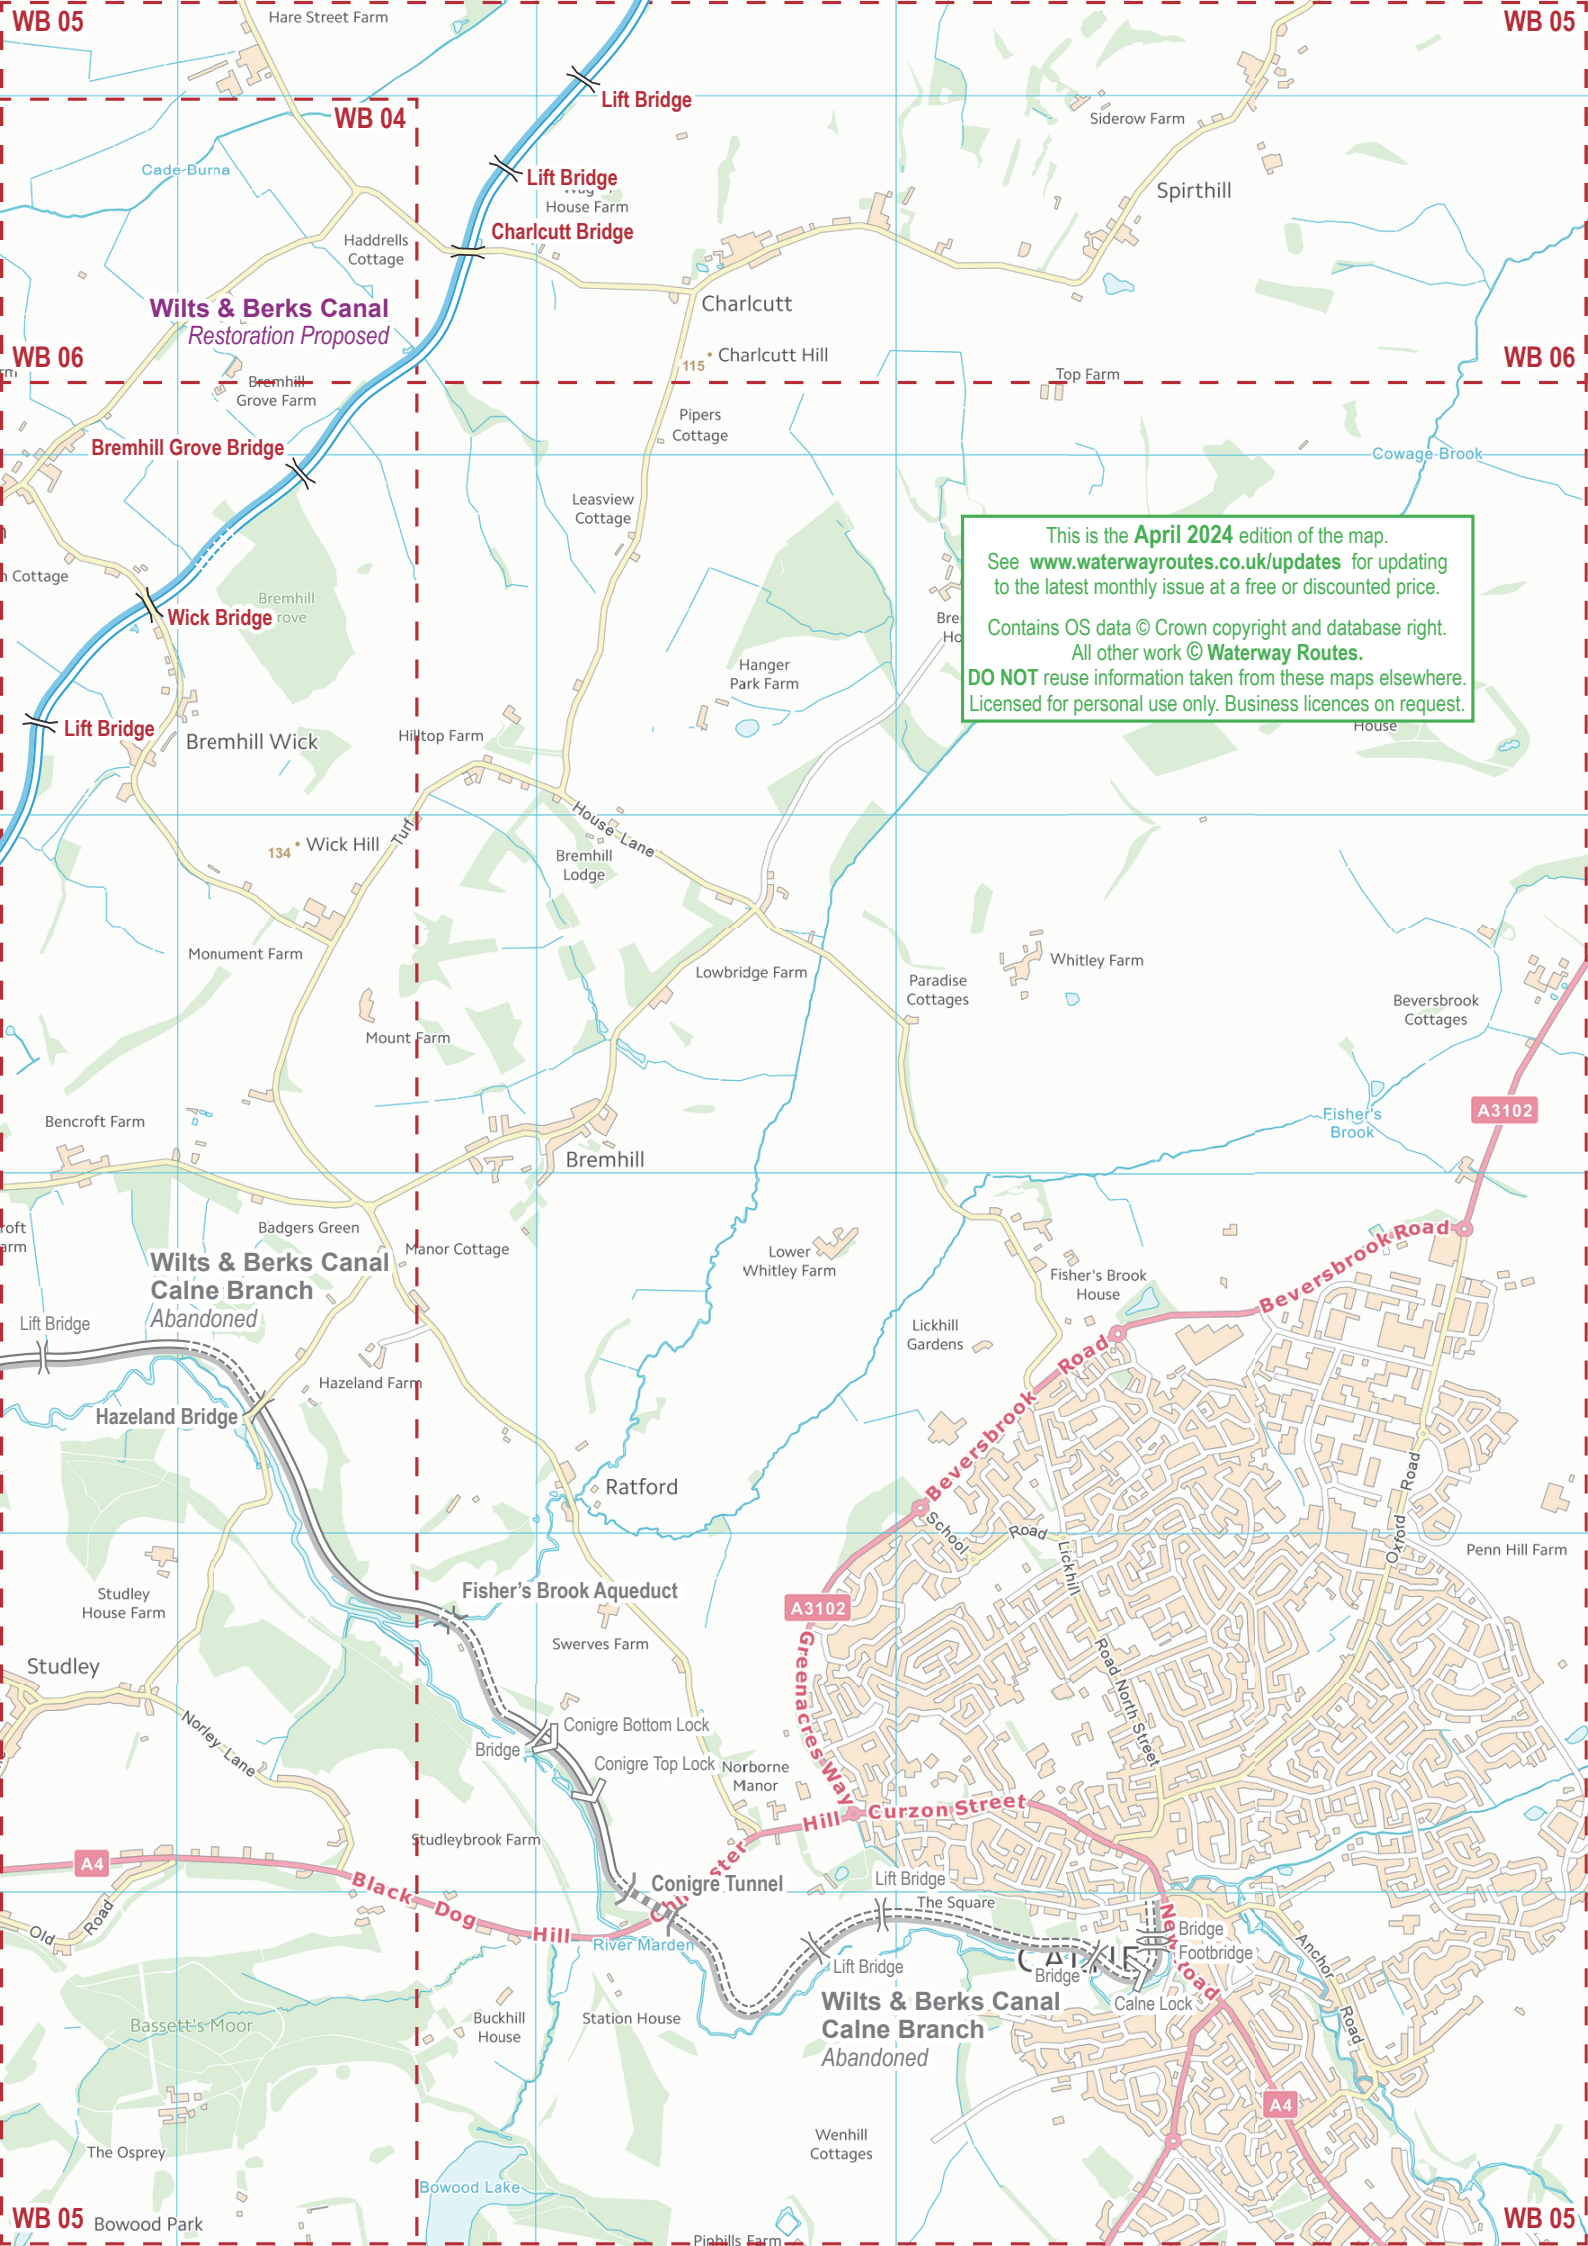 WB 05
Hare Street Farm
WB 05
Lift Bridge
WB 04
Siderow Farm
Cade Burna
Lift Bridge
Spirthill
House Farm
Charlcutt Bridge
Haddrells
Cottage
Wilts & Berks Canal
Restoration Proposed
Charlcutt
WB 06
115
Charlcutt Hill
WB 06
Top Farm
Bremhill
Grove Farm
Pipers
Cottage
Bremhill Grove Bridge
Cowage Brook
Leasview
Cottage
This is the April 2024 edition of the map.
See www.waterwayroutes.co.uk/updates for updating
to the latest monthly issue at a free or discounted price.
Contains OS data © Crown copyright and database right.
All other work © Waterway Routes.
DO NOT reuse information taken from these maps elsewhere.
Licensed for personal use only. Business licences on request.
Cottage
Bremhill
Wick Bridge
Hanger
Park Farm
House
Lift Bridge
Bremhill Wick
Hilltop Farm
House Lane
134
Wick Hill
Turf
Bremhill
Lodge
Monument Farm
Lowbridge Farm
Whitley Farm
Paradise
Cottages
Beversbrook
Cottages
Mount Farm
Bencroft Farm
A3102
Fisher's
Brook
Bremhill
Badgers Green
Manor Cottage
Wilts & Berks Canal
Calne Branch
Abandoned
Lower
Whitley Farm
Beversbrook Road
Fisher's Brook
House
Lift Bridge
Lickhill
Gardens
Hazeland Farm
Hazeland Bridge
Beversbrook Road
Ratford
School Road
Lickhill Road
Oxford Road
Penn Hill Farm
Studley
House Farm
Fisher's Brook Aqueduct
A3102
Swerves Farm
Greenacres Way
North Street
Studley
Norley Lane
Conigre Bottom Lock
Bridge
Conigre Top Lock
Norborne
Manor
Hill
Curzon Street
Studleybrook Farm
A4
Black Dog Hill
Conigre Tunnel
Lift Bridge
The Square
Old Road
River Marden
New Road
Bridge
Footbridge
Anchor Road
CALNE
Bridge
Lift Bridge
Calne Lock
Wilts & Berks Canal
Calne Branch
Abandoned
Bassett's Moor
Buckhill
House
Station House
A4
The Osprey
Wenhill
Cottages
Bowood Lake
WB 05
Bowood Park
Pinhills Farm
WB 05